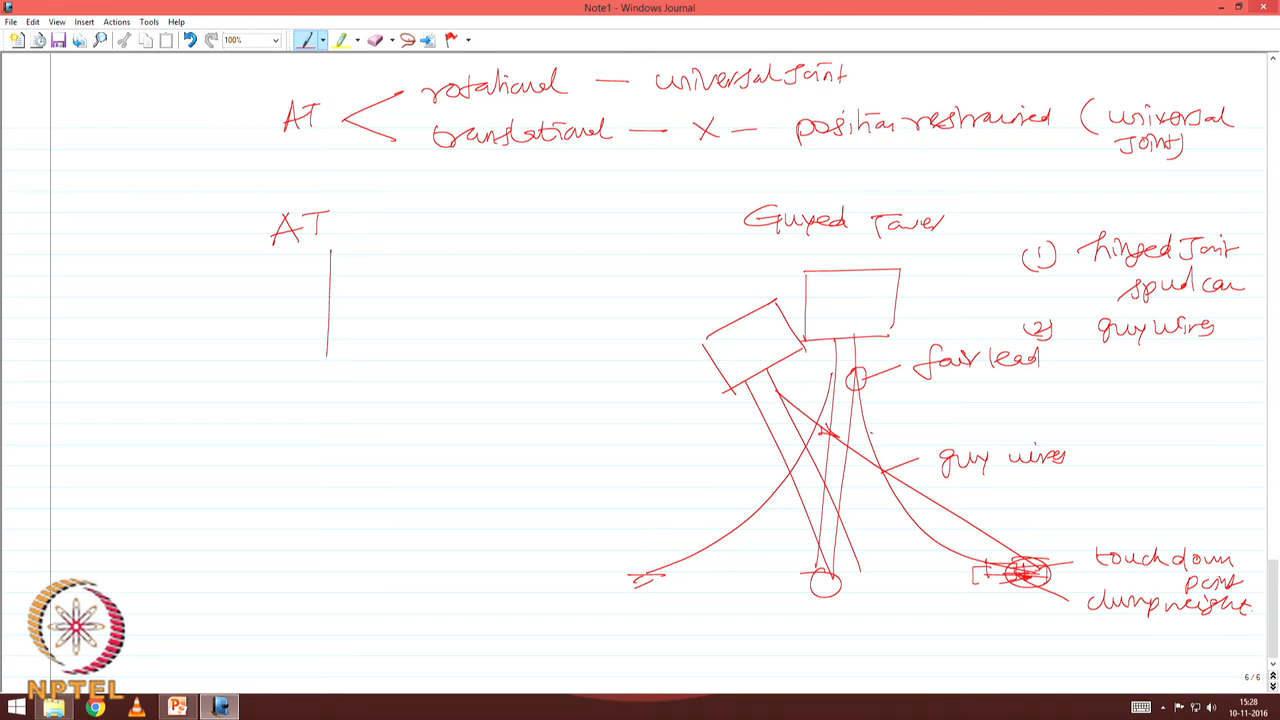 Note1 - Windows Journal
File Edit View Insert Actions Tools Help
100%
AT
rotational — universal Joint
translational — X — position restrained (universal Joint)
AT
Guyed Tower
(1) hinged Joint
spud can
(2) guy wires
fair lead
guy wires
touch down
point
clump weight
NPTEL
6 / 6
15:28
10-11-2016